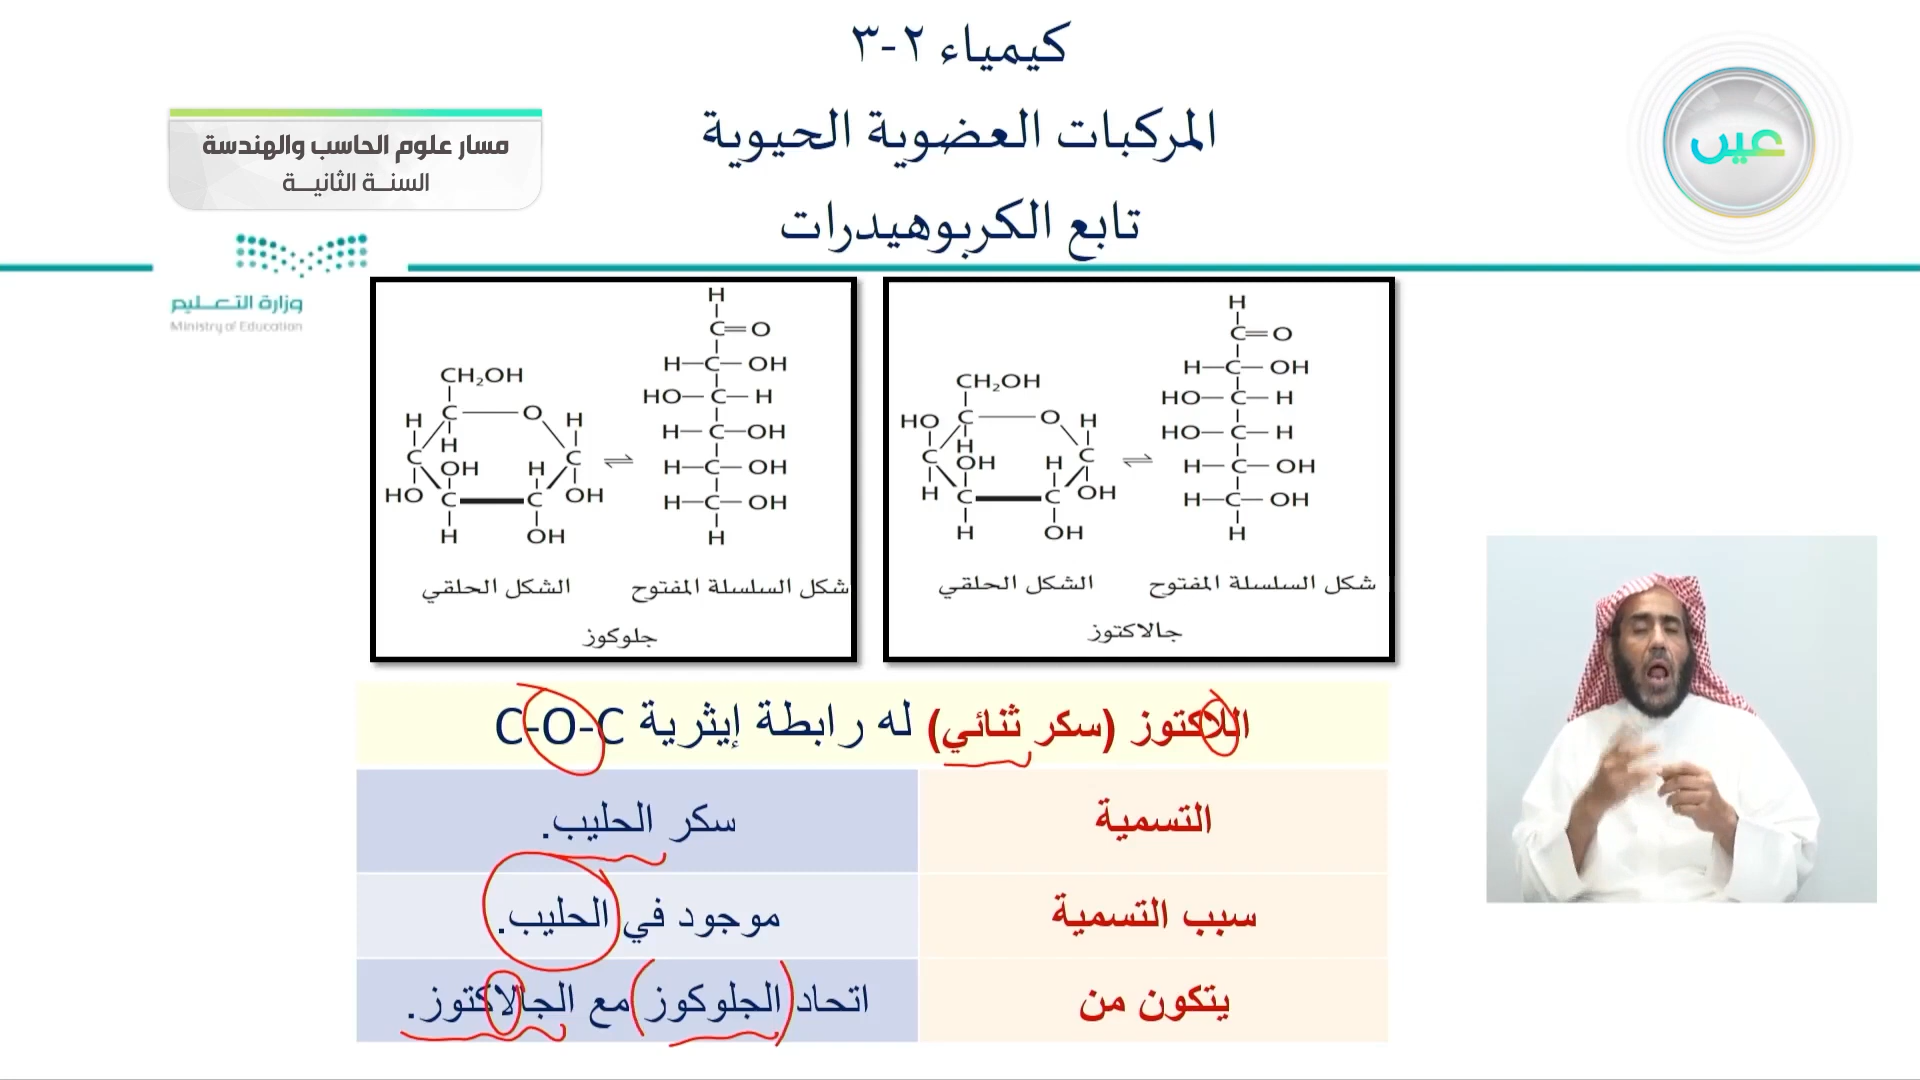 كيمياء ٢-٣
المركبات العضوية الحيوية
تابع الكربوهيدرات
عين
مسار علوم الحاسب والهندسة
السنة الثانية
وزارة التعليم
Ministry of Education
H
C=O
H—C—OH
HO—C—H
HO—C—H
H—C—OH
H—C—OH
H
CH₂OH
HO C O H
H
C OH H C
H C C OH
H OH
⇌
شكل السلسلة المفتوح
الشكل الحلقي
جالاكتوز
H
C=O
H—C—OH
HO—C—H
H—C—OH
H—C—OH
H—C—OH
H
CH₂OH
H C O H
H
C OH H C
HO C C OH
H OH
⇌
شكل السلسلة المفتوح
الشكل الحلقي
جلوكوز
اللاكتوز (سكر ثنائي) له رابطة إيثرية C-O-C
التسمية سكر الحليب.
سبب التسمية موجود في الحليب.
يتكون من اتحاد الجلوكوز مع الجالاكتوز.